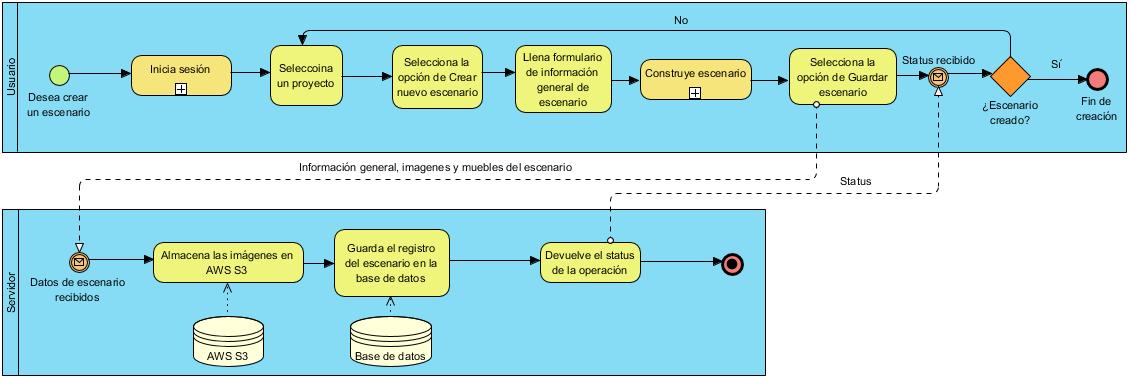 Usuario
Desea crear
un escenario
Inicia sesión
Seleccoina
un proyecto
Selecciona la
opción de Crear
nuevo escenario
Llena formulario
de información
general de
escenario
Construye escenario
Selecciona la
opción de Guardar
escenario
Status recibido
No
¿Escenario
creado?
Sí
Fin de
creación
Información general, imagenes y muebles del escenario
Status
Servidor
Datos de escenario
recibidos
Almacena las imágenes en
AWS S3
Guarda el registro
del escenario en la
base de datos
Devuelve el status
de la operación
AWS S3
Base de datos